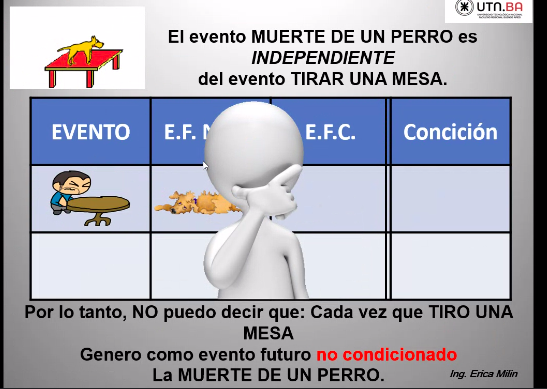 UTN.BA
El evento MUERTE DE UN PERRO es
INDEPENDIENTE
del evento TIRAR UNA MESA.
EVENTO
E.F.
E.F.C.
Concición
Por lo tanto, NO puedo decir que: Cada vez que TIRO UNA
MESA
Genero como evento futuro no condicionado
La MUERTE DE UN PERRO.
Ing. Erica Milin